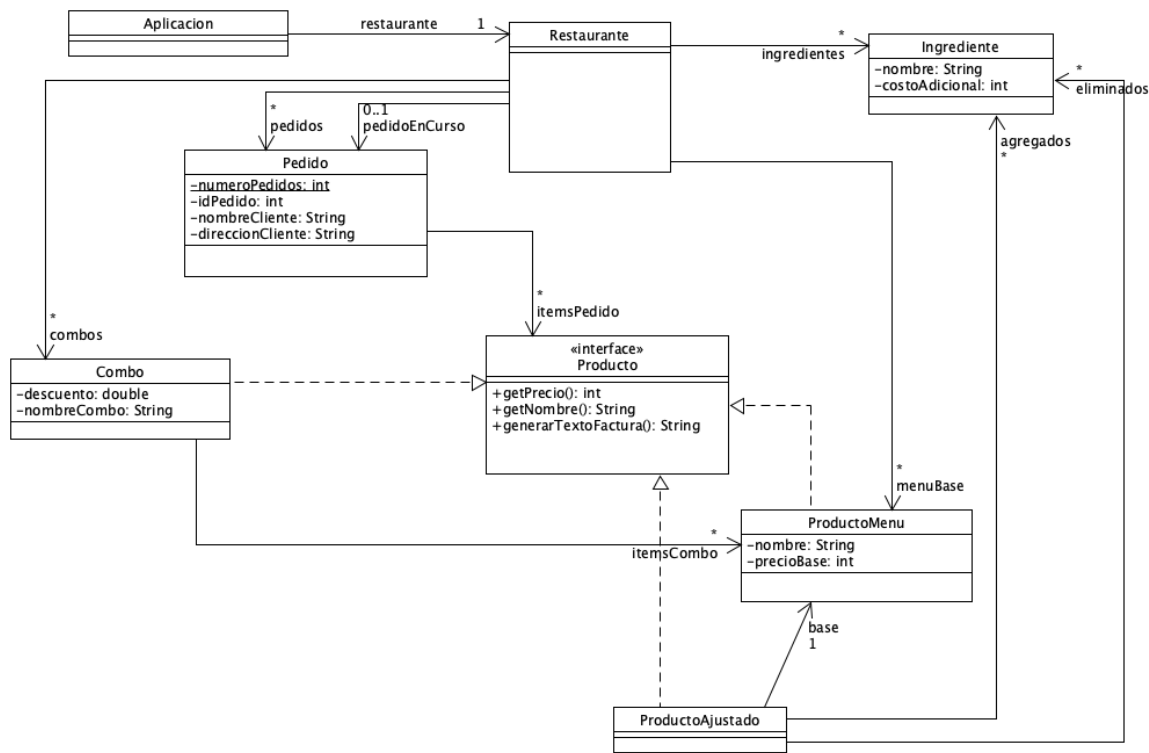 Aplicacion
restaurante
1
Restaurante
*
ingredientes
Ingrediente
-nombre: String
-costoAdicional: int
*
eliminados
agregados
*
*
pedidos
0..1
pedidoEnCurso
Pedido
-numeroPedidos: int
-idPedido: int
-nombreCliente: String
-direccionCliente: String
*
itemsPedido
*
combos
Combo
-descuento: double
-nombreCombo: String
«interface»
Producto
+getPrecio(): int
+getNombre(): String
+generarTextoFactura(): String
*
menuBase
*
itemsCombo
ProductoMenu
-nombre: String
-precioBase: int
base
1
ProductoAjustado